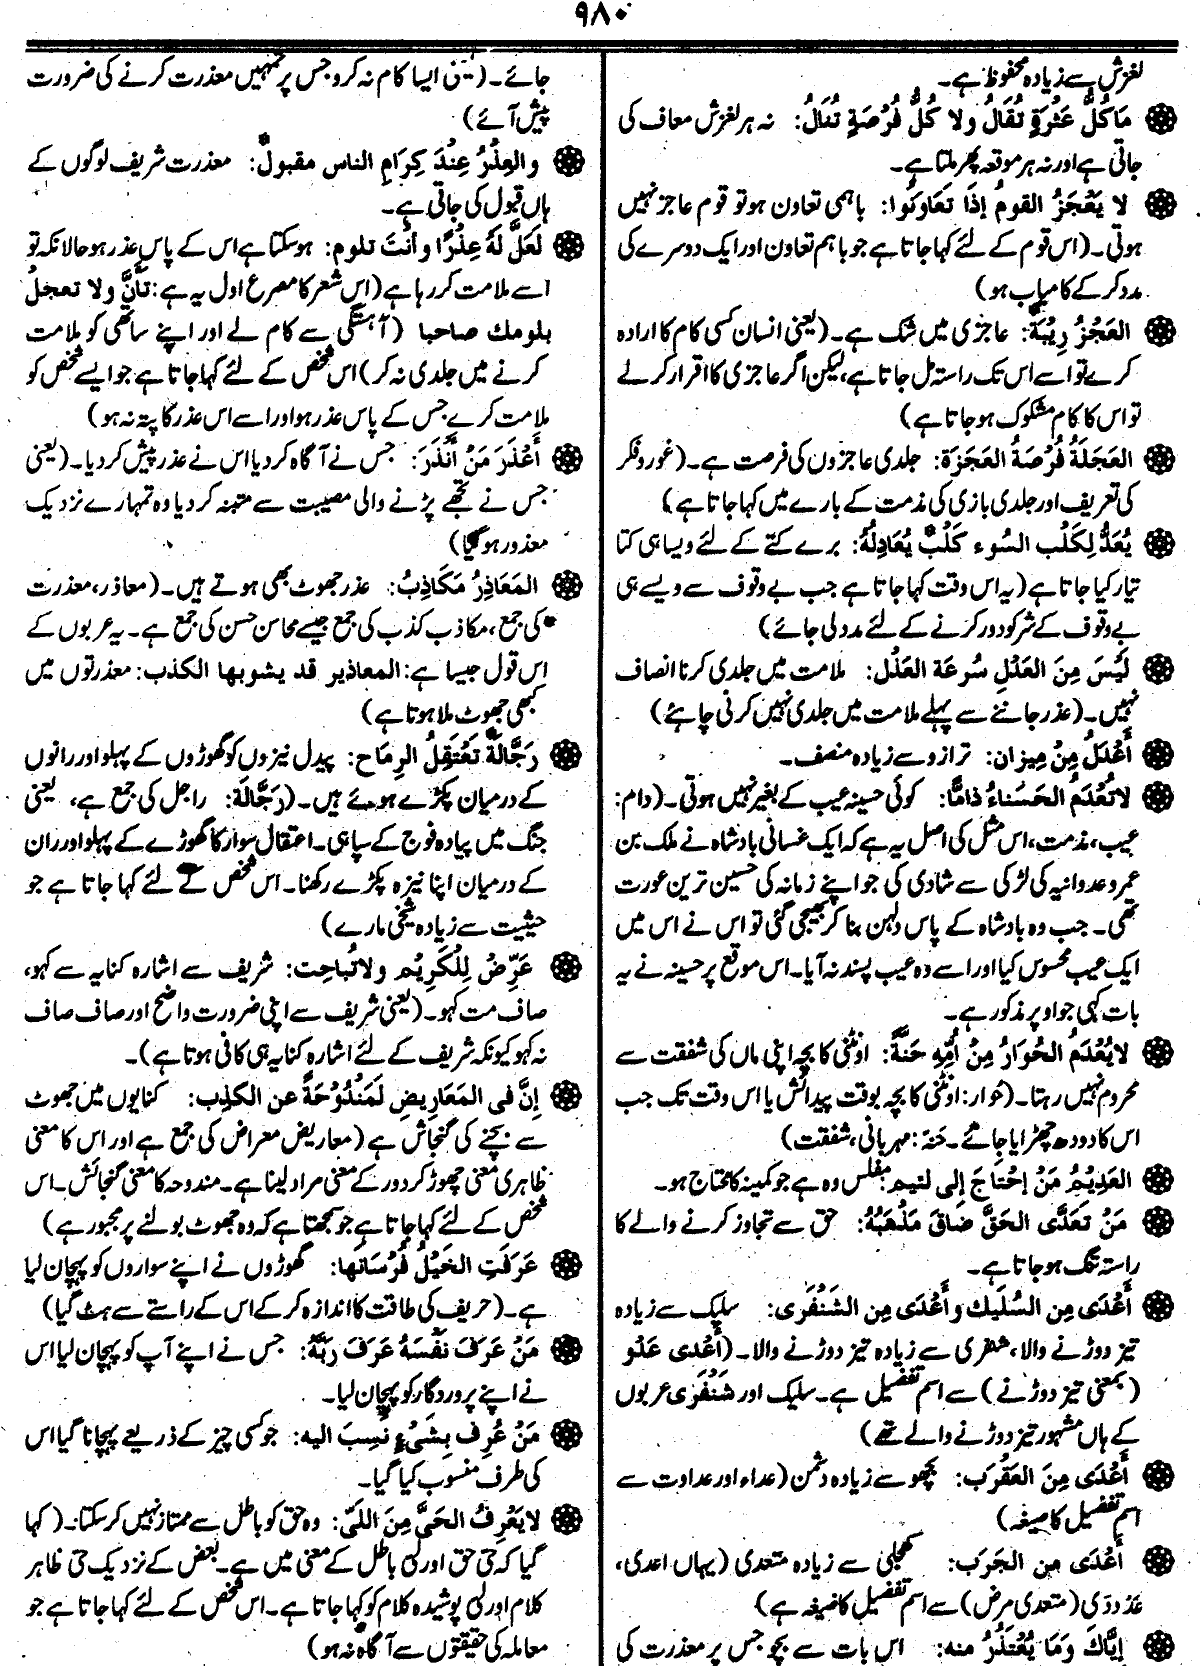 ۹۸۰
لغزش سے زیادہ محفوظ ہے۔
مَاكُلُّ عَثْرَةٍ تُقَالُ ولا كُلُّ فُرْصَةٍ تُنَالُ: نہ ہر لغزش معاف کی
جاتی ہے اور نہ ہر موقعہ پھر ملتا ہے۔
لا يَعْجَزُ القومُ إذَا تَعَاوَنُوا: باہمی تعاون ہو تو قوم عاجز نہیں
ہوتی۔ (اس قوم کے لئے کہا جاتا ہے جو باہم تعاون اور ایک دوسرے کی
مدد کر کے کامیاب ہو)
العَجْزُ رِيْبَة: عاجزی میں شک ہے۔ (یعنی انسان کسی کام کا ارادہ
کرے تو اسے اس تک راستہ مل جاتا ہے، لیکن اگر عاجزی کا اقرار کر لے
تو اس کا کام مشکوک ہو جاتا ہے)
العَجَلَةُ فُرْصَةُ العَجَزَة: جلدی عاجزوں کی فرصت ہے۔ (غور و فکر
کی تعریف اور جلدی بازی کی مذمت کے بارے میں کہا جاتا ہے)
يُعَدُّ لِكَلْب السُوء كَلْبٌ يُعَادِلُهُ: برے کتے کے لئے ویسا ہی کتا
تیار کیا جاتا ہے (یہ اس وقت کہا جاتا ہے جب بے وقوف سے ویسے ہی
بے وقوف کے شر کو دور کرنے کے لئے مدد لی جائے)
لَيْسَ مِنَ العَدْلِ سُرعَة العَذْل: ملامت میں جلدی کرنا انصاف
نہیں۔ (عذر جاننے سے پہلے ملامت میں جلدی نہیں کرنی چاہئے)
أَعْدَلُ مِنْ مِيزان: ترازو سے زیادہ منصف۔
لاتَعْدَمُ الحَسْنَاءُ ذامًّا: کوئی حسینہ عیب کے بغیر نہیں ہوتی۔ (دام:
عیب، مذمت، اس مثل کی اصل یہ ہے کہ ایک غسانی بادشاہ نے ملک بن
عمرو عدوانیہ کی لڑکی سے شادی کی جو اپنے زمانہ کی حسین ترین عورت
تھی۔ جب وہ بادشاہ کے پاس دلہن بنا کر بھیجی گئی تو اس نے اس میں
ایک عیب محسوس کیا اور اسے وہ عیب پسند نہ آیا۔ اس موقع پر حسینہ نے یہ
بات کہی جو اوپر مذکور ہے۔
لايُعْدَمُ الحُوَارُ مِنْ أُمِّهِ حَنَّةً: اونٹنی کا بچہ اپنی ماں کی شفقت سے
محروم نہیں رہتا۔ (حُوار: اونٹنی کا بچہ بوقت پیدائش یا اس وقت تک جب
اس کا دودھ چھڑایا جائے۔ حَنّۃ: مہربانی، شفقت)
العَدِيْمُ مَنْ إحْتَاجَ إلى لئيم: مفلس وہ ہے جو کمینہ کا محتاج ہو۔
مَنْ تَعَدَّى الحَقَّ ضَاقَ مَذْهَبُهُ: حق سے تجاوز کرنے والے کا
راستہ تنگ ہو جاتا ہے۔
أَعْدَى مِن السُلَيْك وأَعْدَى مِن الشَنْفَرَى: سلیک سے زیادہ
تیز دوڑنے والا، شنفری سے زیادہ تیز دوڑنے والا۔ (أَعْدى عَدْو
(بمعنی تیز دوڑنے) سے اسم تفضیل ہے۔ سلیک اور شَنْفَرَى عربوں
کے ہاں مشہور تیز دوڑنے والے تھے)
أَعْدَى مِنَ العَقْرَب: بچھو سے زیادہ دشمن (عداء اور عداوت سے
اسم تفضیل کا صیغہ)
أَعْدَى مِن الجَرَب: کھجلی سے زیادہ متعدی (یہاں اعدی،
عَدْوَدَى (متعدی مرض) سے اسم تفضیل کا صیغہ ہے)
إيَّاكَ وَمَا يُعْتَذَرُ منه: اس بات سے بچو جس پر معذرت کی
جائے۔ (یعنی ایسا کام نہ کرو جس پر تمہیں معذرت کرنے کی ضرورت
پیش آئے)
والعِذْرُ عِنْدَ كِرَامِ الناس مقبولٌ: معذرت شریف لوگوں کے
ہاں قبول کی جاتی ہے۔
لَعَلَّ لَهُ عِذْرًا وأنْتَ تلوم: ہو سکتا ہے اس کے پاس عذر ہو حالانکہ تو
اسے ملامت کر رہا ہے (اس شعر کا مصرع اول یہ ہے: تَأَنَّ ولا تعجلُ
بلومك صاحبا (آہستگی سے کام لے اور اپنے ساتھی کو ملامت
کرنے میں جلدی نہ کر) اس شخص کے لئے کہا جاتا ہے جو ایسے شخص کو
ملامت کرے جس کے پاس عذر ہو اور اسے اس عذر کا پتہ نہ ہو)
أَعْذَرَ مَنْ أَنْذَرَ: جس نے آگاہ کر دیا اس نے عذر پیش کر دیا۔ (یعنی
جس نے تجھے پڑنے والی مصیبت سے متنبہ کر دیا وہ تمہارے نزدیک
معذور ہو گیا)
المَعَاذِرُ مَكَاذِبُ: عذر جھوٹ بھی ہوتے ہیں۔ (معاذر، معذرت
کی جمع، مکاذب کذب کی جمع جیسے محاسن حسن کی جمع ہے۔ یہ عربوں کے
اس قول جیسا ہے: المعاذير قد يشوبها الكذب: معذرتوں میں
کبھی جھوٹ ملا ہوتا ہے)
رَجَّالَةٌ تَعْتَقِلُ الرِماح: پیدل نیزوں کو گھوڑوں کے پہلو اور رانوں
کے درمیان پکڑے ہوئے ہیں۔ (رَجَّالَة: راجل کی جمع ہے، یعنی
جنگ میں پیادہ فوج کے سپاہی۔ اعتقال سوار کا گھوڑے کے پہلو اور ران
کے درمیان اپنا نیزہ پکڑے رکھنا۔ اس شخص کے لئے کہا جاتا ہے جو
حیثیت سے زیادہ شیخی مارے)
عَرِّضْ لِلْكَرِيْم ولاتُباحِث: شریف سے اشارہ کنایہ سے کہو،
صاف مت کہو۔ (یعنی شریف سے اپنی ضرورت واضح اور صاف صاف
نہ کہو کیونکہ شریف کے لئے اشارہ کنایہ ہی کافی ہوتا ہے)۔
إنَّ فى المَعَارِيضِ لَمَنْدُوْحَةً عن الكذِب: کنایوں میں جھوٹ
سے بچنے کی گنجائش ہے (معاریض معراض کی جمع ہے اور اس کا معنی
ظاہری معنی چھوڑ کر دور کے معنی مراد لینا ہے۔ مندوحہ کا معنی گنجائش۔ اس
شخص کے لئے کہا جاتا ہے جو سمجھتا ہے کہ وہ جھوٹ بولنے پر مجبور ہے)
عَرَفَتِ الخَيْلُ فُرْسَانَها: گھوڑوں نے اپنے سواروں کو پہچان لیا
ہے۔ (حریف کی طاقت کا اندازہ کر کے اس کے راستے سے ہٹ گیا)
مَنْ عَرَفَ نَفْسَهُ عَرَفَ رَبَّهُ: جس نے اپنے آپ کو پہچان لیا اس
نے اپنے پروردگار کو پہچان لیا۔
مَنْ عُرِف بِشَىْءٍ نُسِبَ اليه: جو کسی چیز کے ذریعے پہچانا گیا اس
کی طرف منسوب کیا گیا۔
لايَعْرِفُ الحَيَّ مِنَ اللَيّ: وہ حق کو باطل سے ممتاز نہیں کر سکتا۔ (کہا
گیا کہ حی حق اور لی باطل کے معنی میں ہے۔ بعض کے نزدیک حی ظاہر
کلام اور لی پوشیدہ کلام کو کہا جاتا ہے۔ اس شخص کے لئے کہا جاتا ہے جو
معاملہ کی حقیقتوں سے آگاہ نہ ہو)